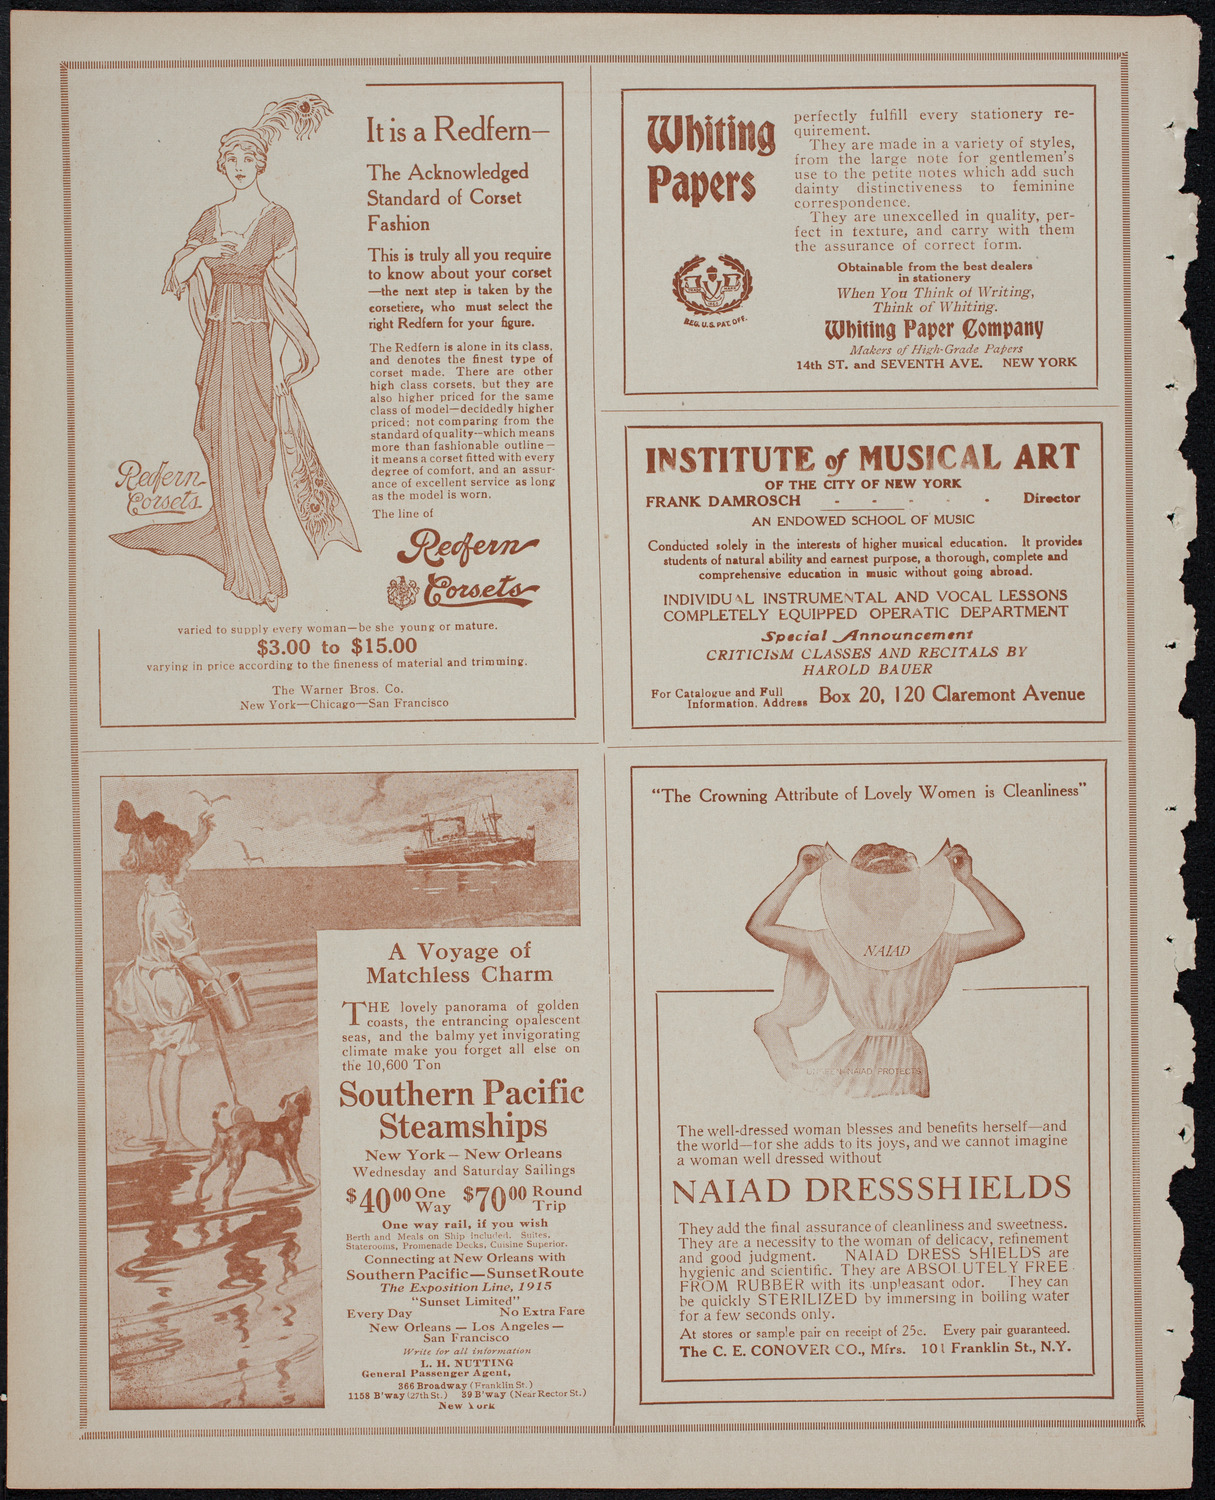 It is a Redfern—
The Acknowledged
Standard of Corset
Fashion
This is truly all you require
to know about your corset
—the next step is taken by the
corsetiere, who must select the
right Redfern for your figure.
The Redfern is alone in its class,
and denotes the finest type of
corset made. There are other
high class corsets, but they are
also higher priced for the same
class of model—decidedly higher
priced; not comparing from the
standard of quality—which means
more than fashionable outline—
it means a corset fitted with every
degree of comfort, and an assur-
ance of excellent service as long
as the model is worn.
The line of
Redfern
Corsets
Redfern
Corsets
varied to supply every woman—be she young or mature.
$3.00 to $15.00
varying in price according to the fineness of material and trimming.
The Warner Bros. Co.
New York—Chicago—San Francisco
Whiting
Papers
perfectly fulfill every stationery re-
quirement.
They are made in a variety of styles,
from the large note for gentlemen's
use to the petite notes which add such
dainty distinctiveness to feminine
correspondence.
They are unexcelled in quality, per-
fect in texture, and carry with them
the assurance of correct form.
REG. U.S. PAT. OFF.
Obtainable from the best dealers
in stationery
When You Think of Writing,
Think of Whiting.
Whiting Paper Company
Makers of High-Grade Papers
14th ST. and SEVENTH AVE. NEW YORK
INSTITUTE of MUSICAL ART
OF THE CITY OF NEW YORK
FRANK DAMROSCH - - - - - Director
AN ENDOWED SCHOOL OF MUSIC
Conducted solely in the interests of higher musical education. It provides
students of natural ability and earnest purpose, a thorough, complete and
comprehensive education in music without going abroad.
INDIVIDUAL INSTRUMENTAL AND VOCAL LESSONS
COMPLETELY EQUIPPED OPERATIC DEPARTMENT
Special Announcement
CRITICISM CLASSES AND RECITALS BY
HAROLD BAUER
For Catalogue and Full
Information, Address Box 20, 120 Claremont Avenue
A Voyage of
Matchless Charm
THE lovely panorama of golden
coasts, the entrancing opalescent
seas, and the balmy yet invigorating
climate make you forget all else on
the 10,600 Ton
Southern Pacific
Steamships
New York — New Orleans
Wednesday and Saturday Sailings
$40.00 One Way $70.00 Round Trip
One way rail, if you wish
Berth and Meals on Ship included. Suites,
Staterooms, Promenade Decks, Cuisine Superior.
Connecting at New Orleans with
Southern Pacific—Sunset Route
The Exposition Line, 1915
"Sunset Limited"
Every Day No Extra Fare
New Orleans — Los Angeles —
San Francisco
Write for all information
L. H. NUTTING
General Passenger Agent,
366 Broadway (Franklin St.)
1158 B'way (27th St.) 39 B'way (Near Rector St.)
New York
"The Crowning Attribute of Lovely Women is Cleanliness"
NAIAD
UNSEEN NAIAD PROTECTS
The well-dressed woman blesses and benefits herself—and
the world—for she adds to its joys, and we cannot imagine
a woman well dressed without
NAIAD DRESS SHIELDS
They add the final assurance of cleanliness and sweetness.
They are a necessity to the woman of delicacy, refinement
and good judgment. NAIAD DRESS SHIELDS are
hygienic and scientific. They are ABSOLUTELY FREE
FROM RUBBER with its unpleasant odor. They can
be quickly STERILIZED by immersing in boiling water
for a few seconds only.
At stores or sample pair on receipt of 25c. Every pair guaranteed.
The C. E. CONOVER CO., Mfrs. 101 Franklin St., N.Y.